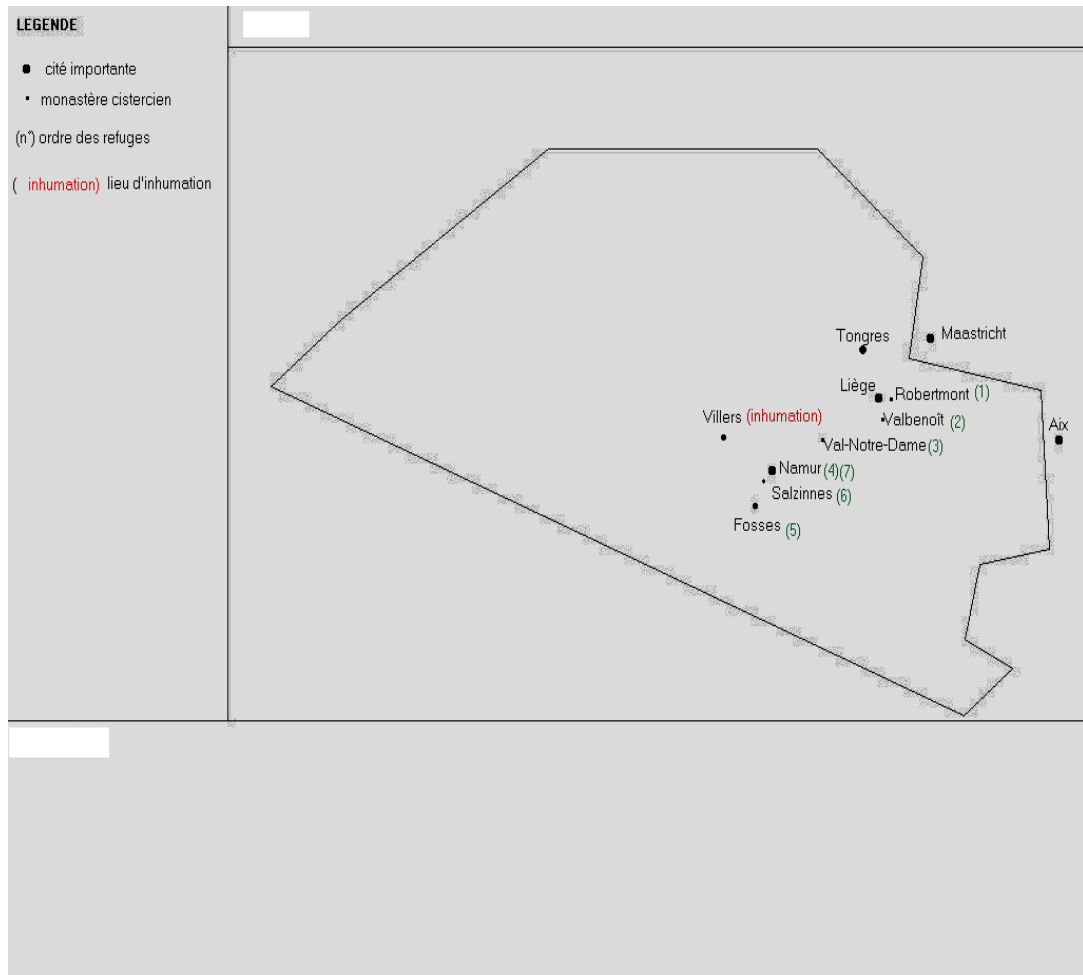 LEGENDE
cité importante
monastère cistercien
(n°) ordre des refuges
( inhumation) lieu d'inhumation
Maastricht
Tongres
Liège
Robertmont (1)
Valbenoît (2)
Villers (inhumation)
Aix
Val-Notre-Dame (3)
Namur (4)(7)
Salzinnes (6)
Fosses (5)